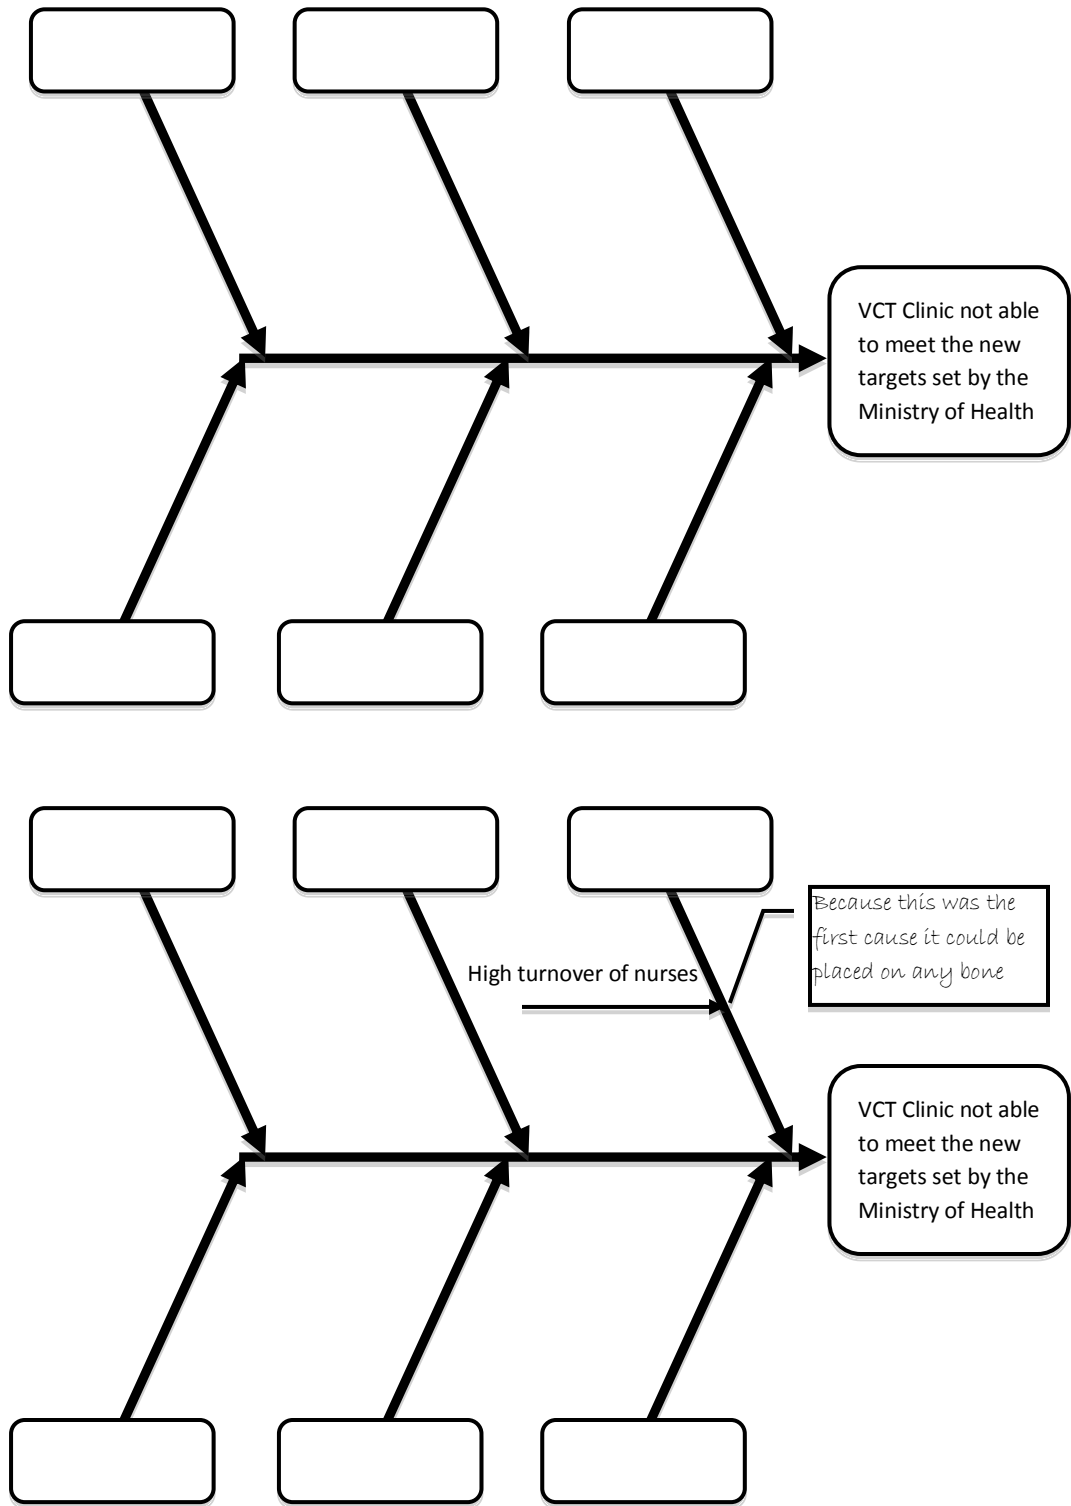 VCT Clinic not able
to meet the new
targets set by the
Ministry of Health
Because this was the
first cause it could be
placed on any bone
High turnover of nurses
VCT Clinic not able
to meet the new
targets set by the
Ministry of Health